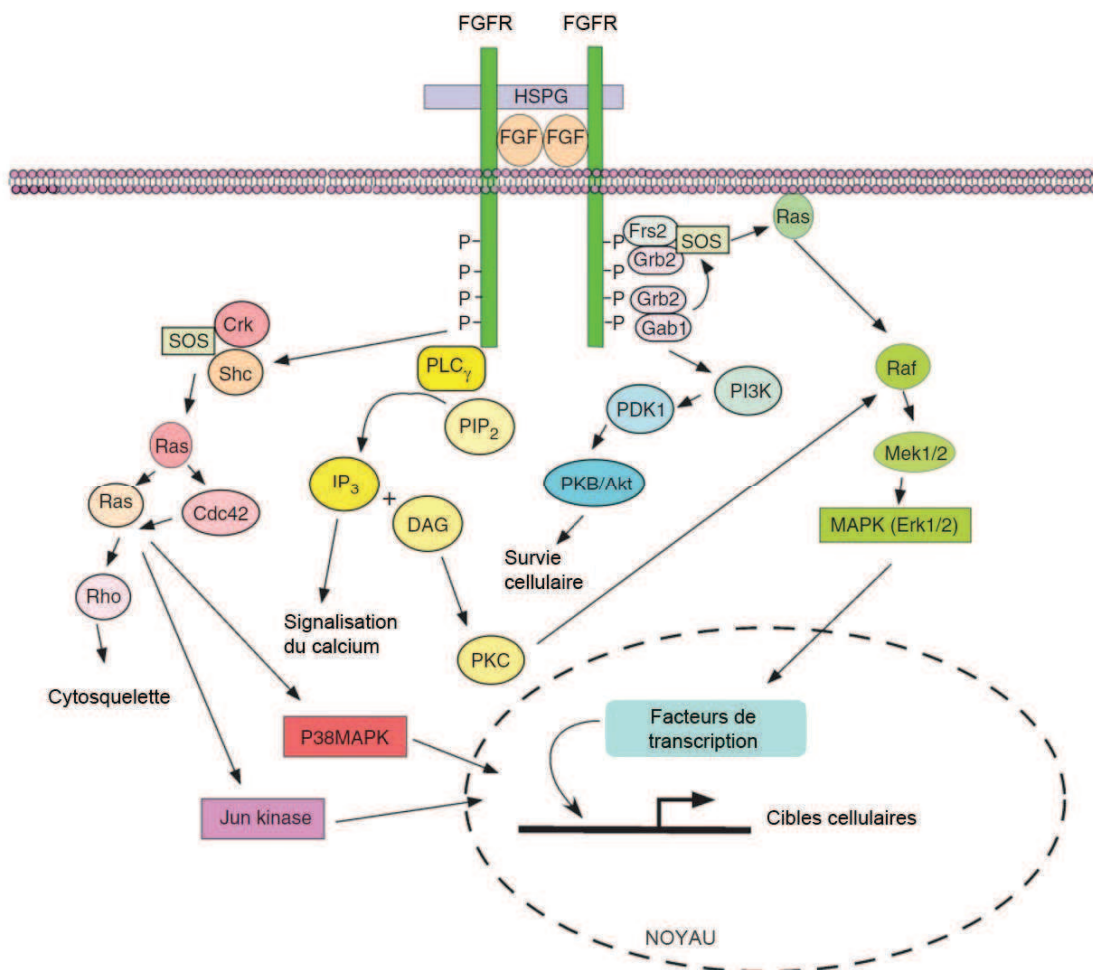 FGFR FGFR
HSPG
FGF FGF
Ras
P Frs2 SOS
P Grb2
P Grb2
P Gab1
P
P
P
P
Crk
SOS
Shc
PLCγ
Raf
PI3K
PDK1
PIP2
Ras
Mek1/2
IP3
PKB/Akt
+
Ras
Cdc42
DAG
MAPK (Erk1/2)
Survie
cellulaire
Rho
Signalisation
du calcium
PKC
Cytosquelette
Facteurs de
transcription
P38MAPK
Jun kinase
Cibles cellulaires
NOYAU